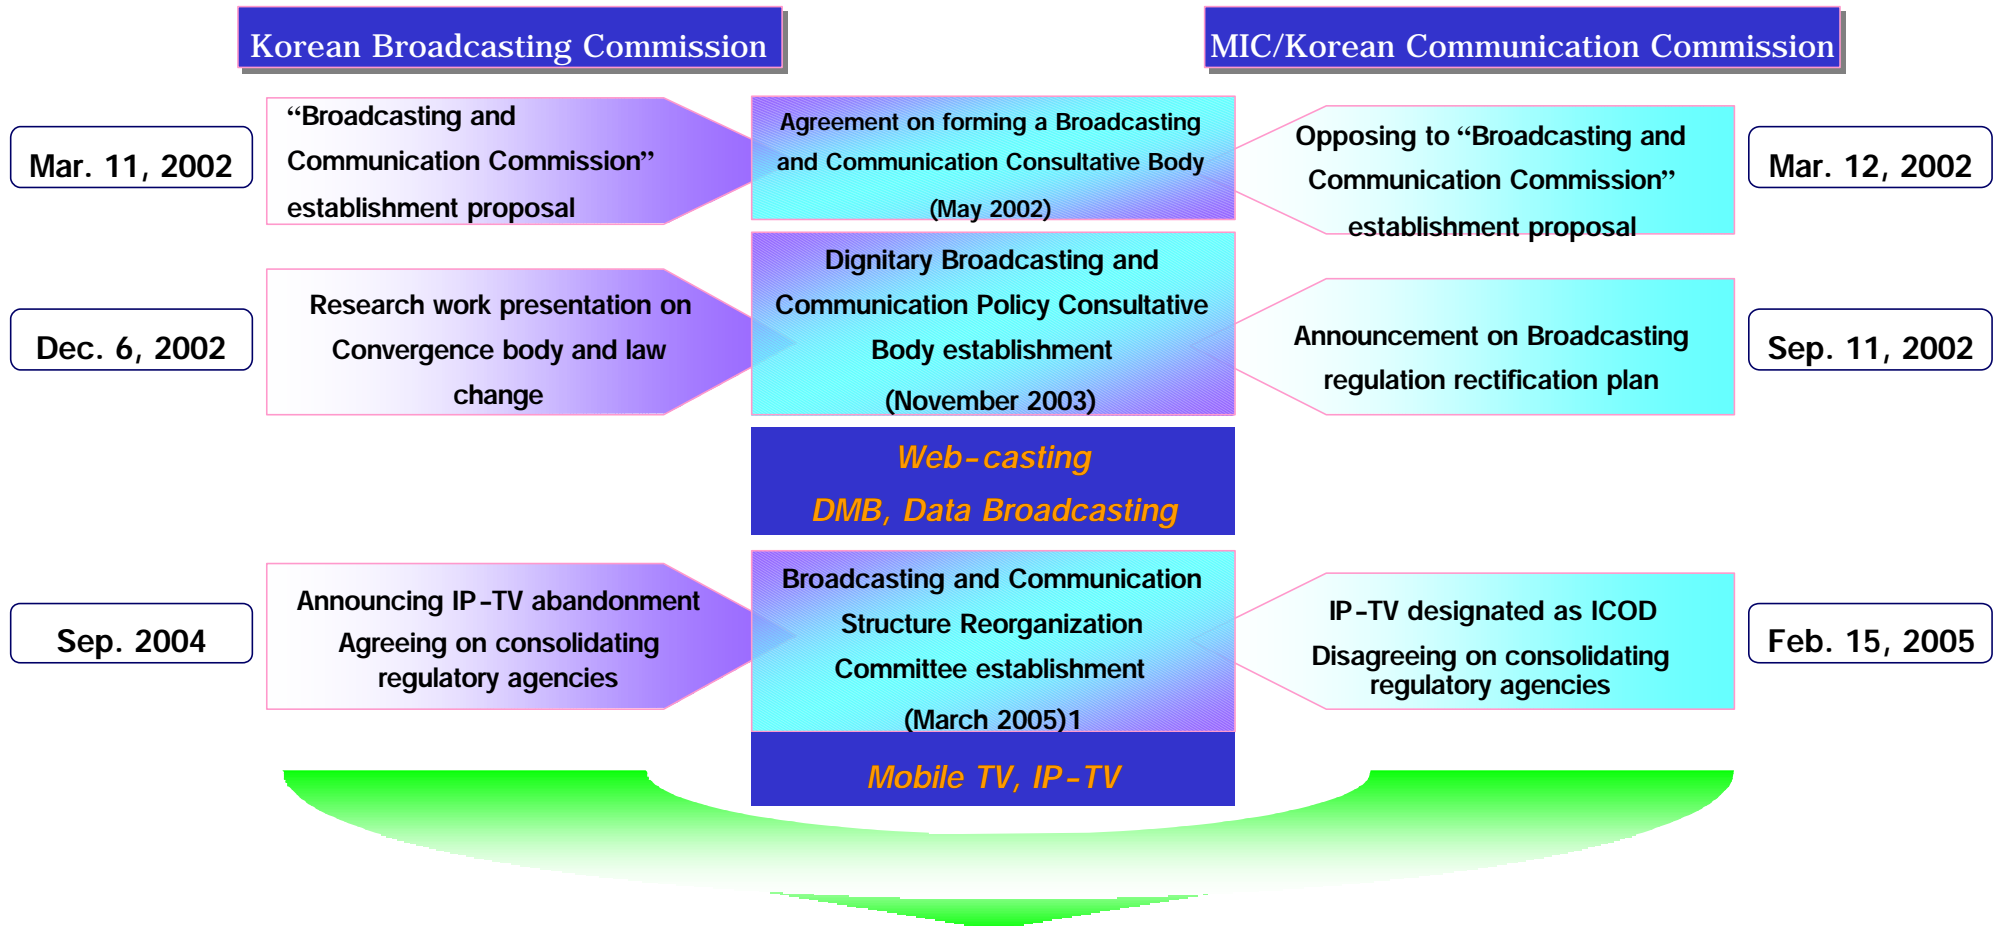 Korean Broadcasting Commission
MIC/Korean Communication Commission
Mar. 11, 2002
“Broadcasting and
Communication Commission”
establishment proposal
Agreement on forming a Broadcasting
and Communication Consultative Body
(May 2002)
Opposing to “Broadcasting and
Communication Commission”
establishment proposal
Mar. 12, 2002
Dec. 6, 2002
Research work presentation on
Convergence body and law
change
Dignitary Broadcasting and
Communication Policy Consultative
Body establishment
(November 2003)
Announcement on Broadcasting
regulation rectification plan
Sep. 11, 2002
Web-casting
DMB, Data Broadcasting
Sep. 2004
Announcing IP-TV abandonment
Agreeing on consolidating
regulatory agencies
Broadcasting and Communication
Structure Reorganization
Committee establishment
(March 2005)1
IP-TV designated as ICOD
Disagreeing on consolidating
regulatory agencies
Feb. 15, 2005
Mobile TV, IP-TV